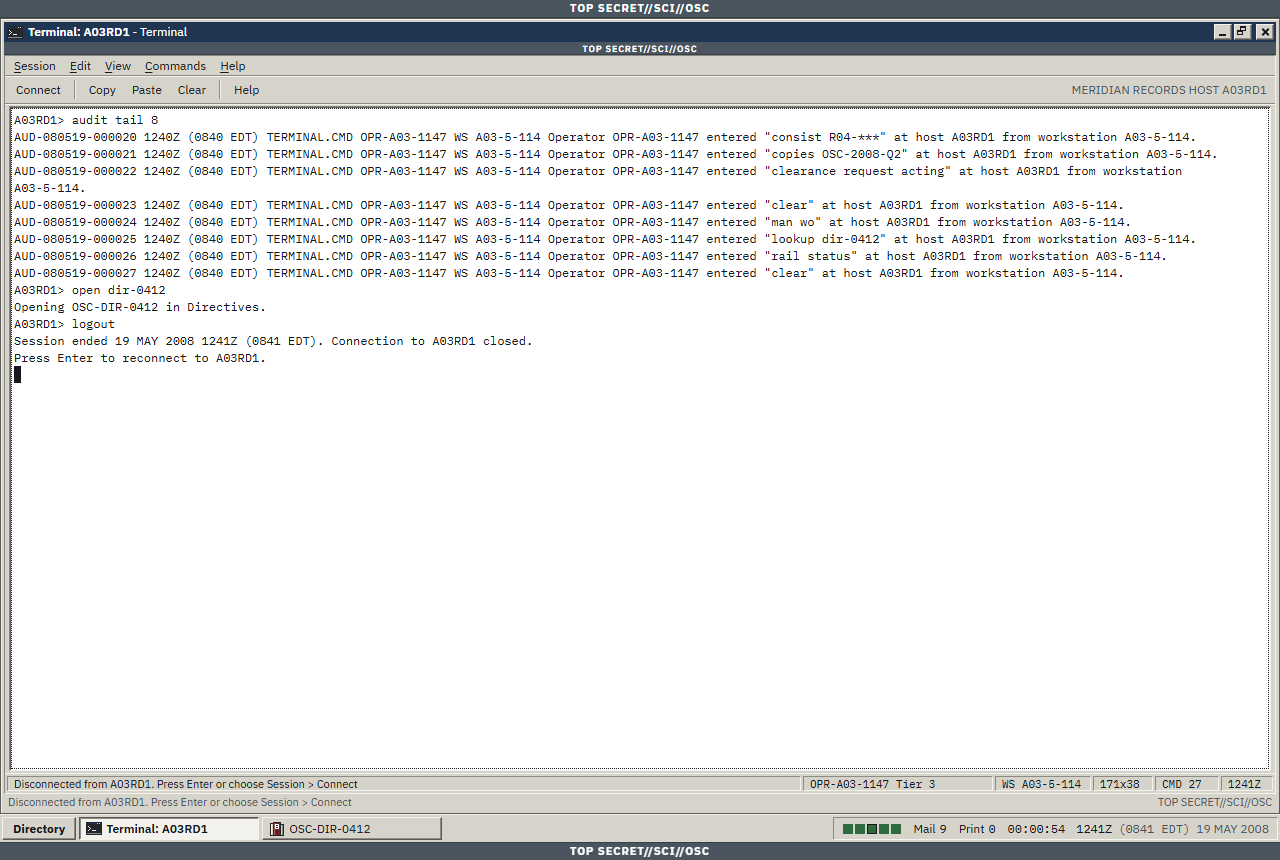 TOP SECRET//SCI//OSC
Terminal: A03RD1 - Terminal
TOP SECRET//SCI//OSC
Session Edit View Commands Help
Connect Copy Paste Clear Help MERIDIAN RECORDS HOST A03RD1
A03RD1> audit tail 8
AUD-080519-000020 1240Z (0840 EDT) TERMINAL.CMD OPR-A03-1147 WS A03-5-114 Operator OPR-A03-1147 entered "consist R04-***" at host A03RD1 from workstation A03-5-114.
AUD-080519-000021 1240Z (0840 EDT) TERMINAL.CMD OPR-A03-1147 WS A03-5-114 Operator OPR-A03-1147 entered "copies OSC-2008-Q2" at host A03RD1 from workstation A03-5-114.
AUD-080519-000022 1240Z (0840 EDT) TERMINAL.CMD OPR-A03-1147 WS A03-5-114 Operator OPR-A03-1147 entered "clearance request acting" at host A03RD1 from workstation
A03-5-114.
AUD-080519-000023 1240Z (0840 EDT) TERMINAL.CMD OPR-A03-1147 WS A03-5-114 Operator OPR-A03-1147 entered "clear" at host A03RD1 from workstation A03-5-114.
AUD-080519-000024 1240Z (0840 EDT) TERMINAL.CMD OPR-A03-1147 WS A03-5-114 Operator OPR-A03-1147 entered "man wo" at host A03RD1 from workstation A03-5-114.
AUD-080519-000025 1240Z (0840 EDT) TERMINAL.CMD OPR-A03-1147 WS A03-5-114 Operator OPR-A03-1147 entered "lookup dir-0412" at host A03RD1 from workstation A03-5-114.
AUD-080519-000026 1240Z (0840 EDT) TERMINAL.CMD OPR-A03-1147 WS A03-5-114 Operator OPR-A03-1147 entered "rail status" at host A03RD1 from workstation A03-5-114.
AUD-080519-000027 1240Z (0840 EDT) TERMINAL.CMD OPR-A03-1147 WS A03-5-114 Operator OPR-A03-1147 entered "clear" at host A03RD1 from workstation A03-5-114.
A03RD1> open dir-0412
Opening OSC-DIR-0412 in Directives.
A03RD1> logout
Session ended 19 MAY 2008 1241Z (0841 EDT). Connection to A03RD1 closed.
Press Enter to reconnect to A03RD1.
Disconnected from A03RD1. Press Enter or choose Session > Connect OPR-A03-1147 Tier 3 WS A03-5-114 171x38 CMD 27 1241Z
Disconnected from A03RD1. Press Enter or choose Session > Connect TOP SECRET//SCI//OSC
Directory Terminal: A03RD1 OSC-DIR-0412 Mail 9 Print 0 00:00:54 1241Z (0841 EDT) 19 MAY 2008
TOP SECRET//SCI//OSC